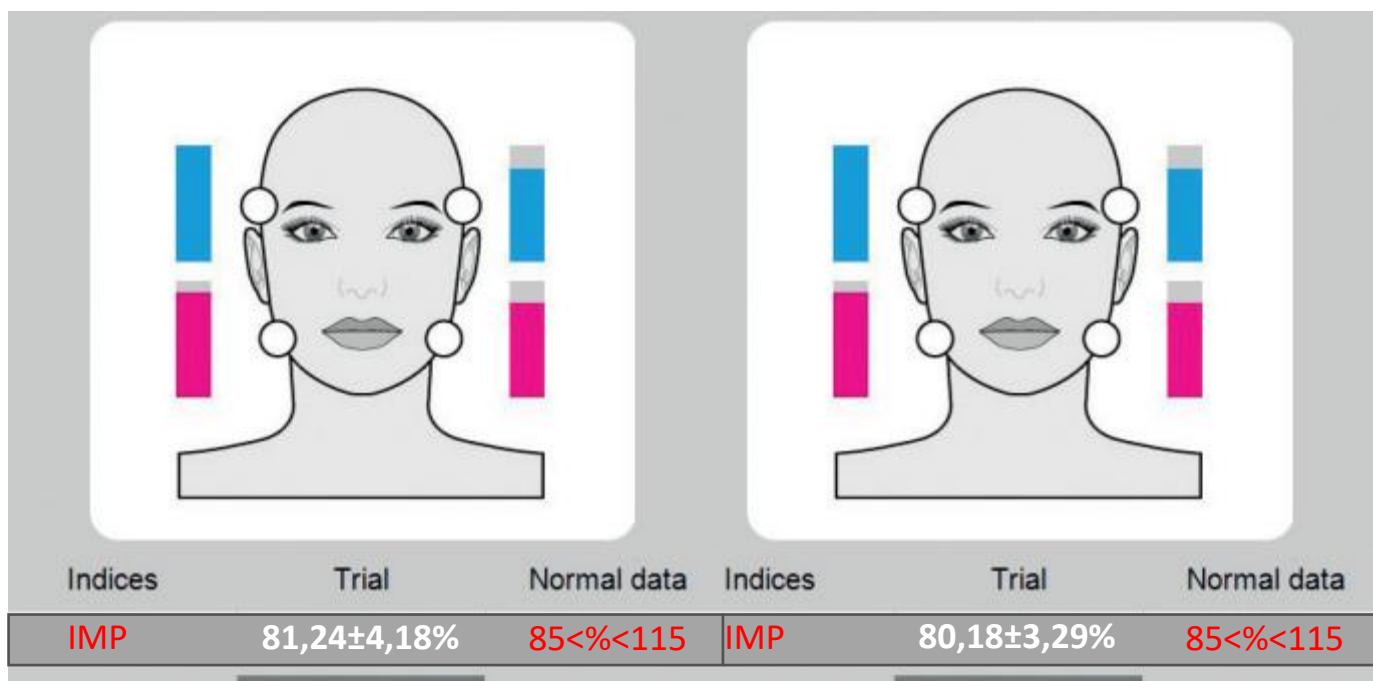 Indices Trial Normal data Indices Trial Normal data
IMP 81,24±4,18% 85<%<115 IMP 80,18±3,29% 85<%<115